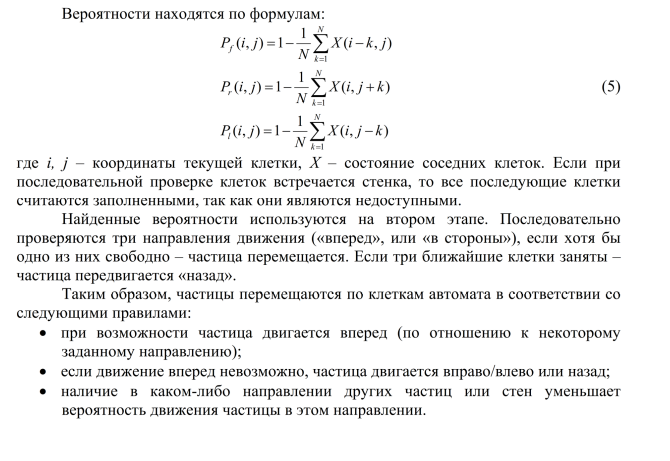 Вероятности находятся по формулам:
P_f (i, j) = 1 − \frac{1}{N} \sum_{k=1}^{N} X(i − k, j)
P_r (i, j) = 1 − \frac{1}{N} \sum_{k=1}^{N} X(i, j + k) (5)
P_l (i, j) = 1 − \frac{1}{N} \sum_{k=1}^{N} X(i, j − k)
где i, j – координаты текущей клетки, X – состояние соседних клеток. Если при
последовательной проверке клеток встречается стенка, то все последующие клетки
считаются заполненными, так как они являются недоступными.
Найденные вероятности используются на втором этапе. Последовательно
проверяются три направления движения («вперед», или «в стороны»), если хотя бы
одно из них свободно – частица перемещается. Если три ближайшие клетки заняты –
частица передвигается «назад».
Таким образом, частицы перемещаются по клеткам автомата в соответствии со
следующими правилами:
• при возможности частица двигается вперед (по отношению к некоторому
заданному направлению);
• если движение вперед невозможно, частица двигается вправо/влево или назад;
• наличие в каком-либо направлении других частиц или стен уменьшает
вероятность движения частицы в этом направлении.